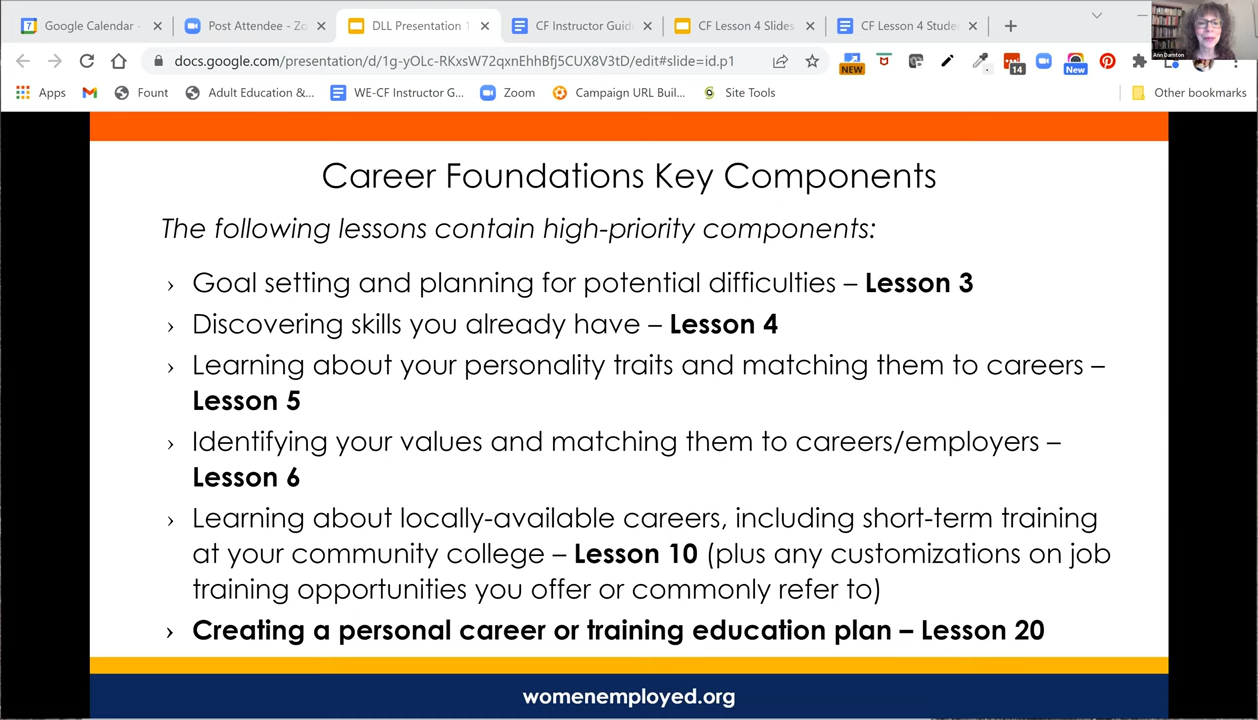 Google Calendar -
Post Attendee - Zo
DLL Presentation 1
CF Instructor Guid
CF Lesson 4 Slides
CF Lesson 4 Stude
docs.google.com/presentation/d/1g-yOLc-RKxsW72qxnEhhBfj5CUX8V3tD/edit#slide=id.p1
NEW
14
New
Apps
Fount
Adult Education &...
WE-CF Instructor G...
Zoom
Campaign URL Buil...
Site Tools
Other bookmarks
Career Foundations Key Components
The following lessons contain high-priority components:
› Goal setting and planning for potential difficulties – Lesson 3
› Discovering skills you already have – Lesson 4
› Learning about your personality traits and matching them to careers –
Lesson 5
› Identifying your values and matching them to careers/employers –
Lesson 6
› Learning about locally-available careers, including short-term training
at your community college – Lesson 10 (plus any customizations on job
training opportunities you offer or commonly refer to)
› Creating a personal career or training education plan – Lesson 20
womenemployed.org